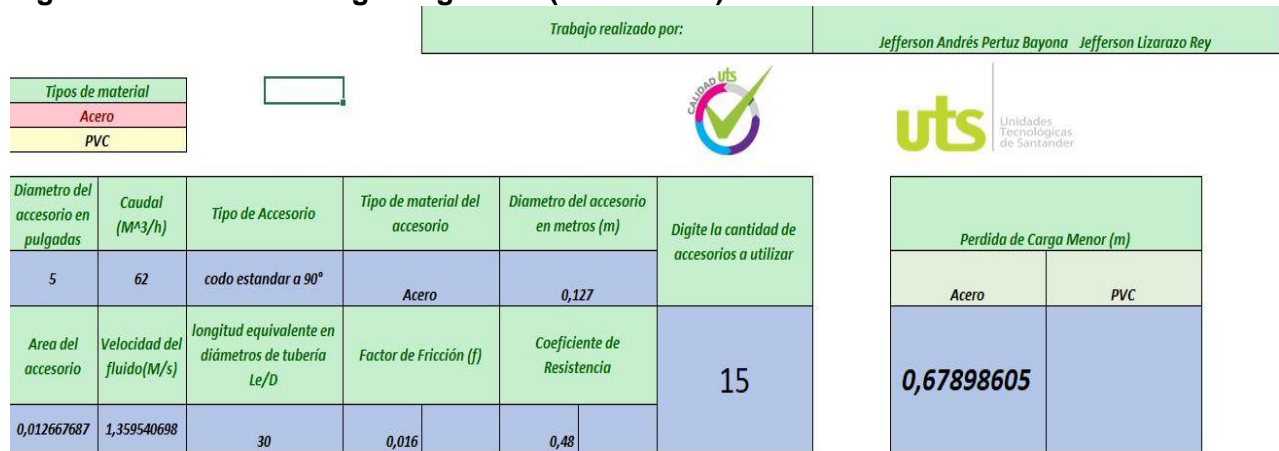 Trabajo realizado por:
Jefferson Andrés Pertuz Bayona Jefferson Lizarazo Rey
Tipos de material
Acero
PVC
CALIDAD uts
uts
Unidades
Tecnológicas
de Santander
Diametro del
accesorio en
pulgadas
Caudal
(M^3/h)
Tipo de Accesorio
Tipo de material del
accesorio
Diametro del accesorio
en metros (m)
Digite la cantidad de
accesorios a utilizar
Perdida de Carga Menor (m)
5
62
codo estandar a 90°
Acero
0,127
Acero
PVC
Area del
accesorio
Velocidad del
fluido(M/s)
longitud equivalente en
diámetros de tubería
Le/D
Factor de Fricción (f)
Coeficiente de
Resistencia
15
0,67898605
0,012667687
1,359540698
30
0,016
0,48